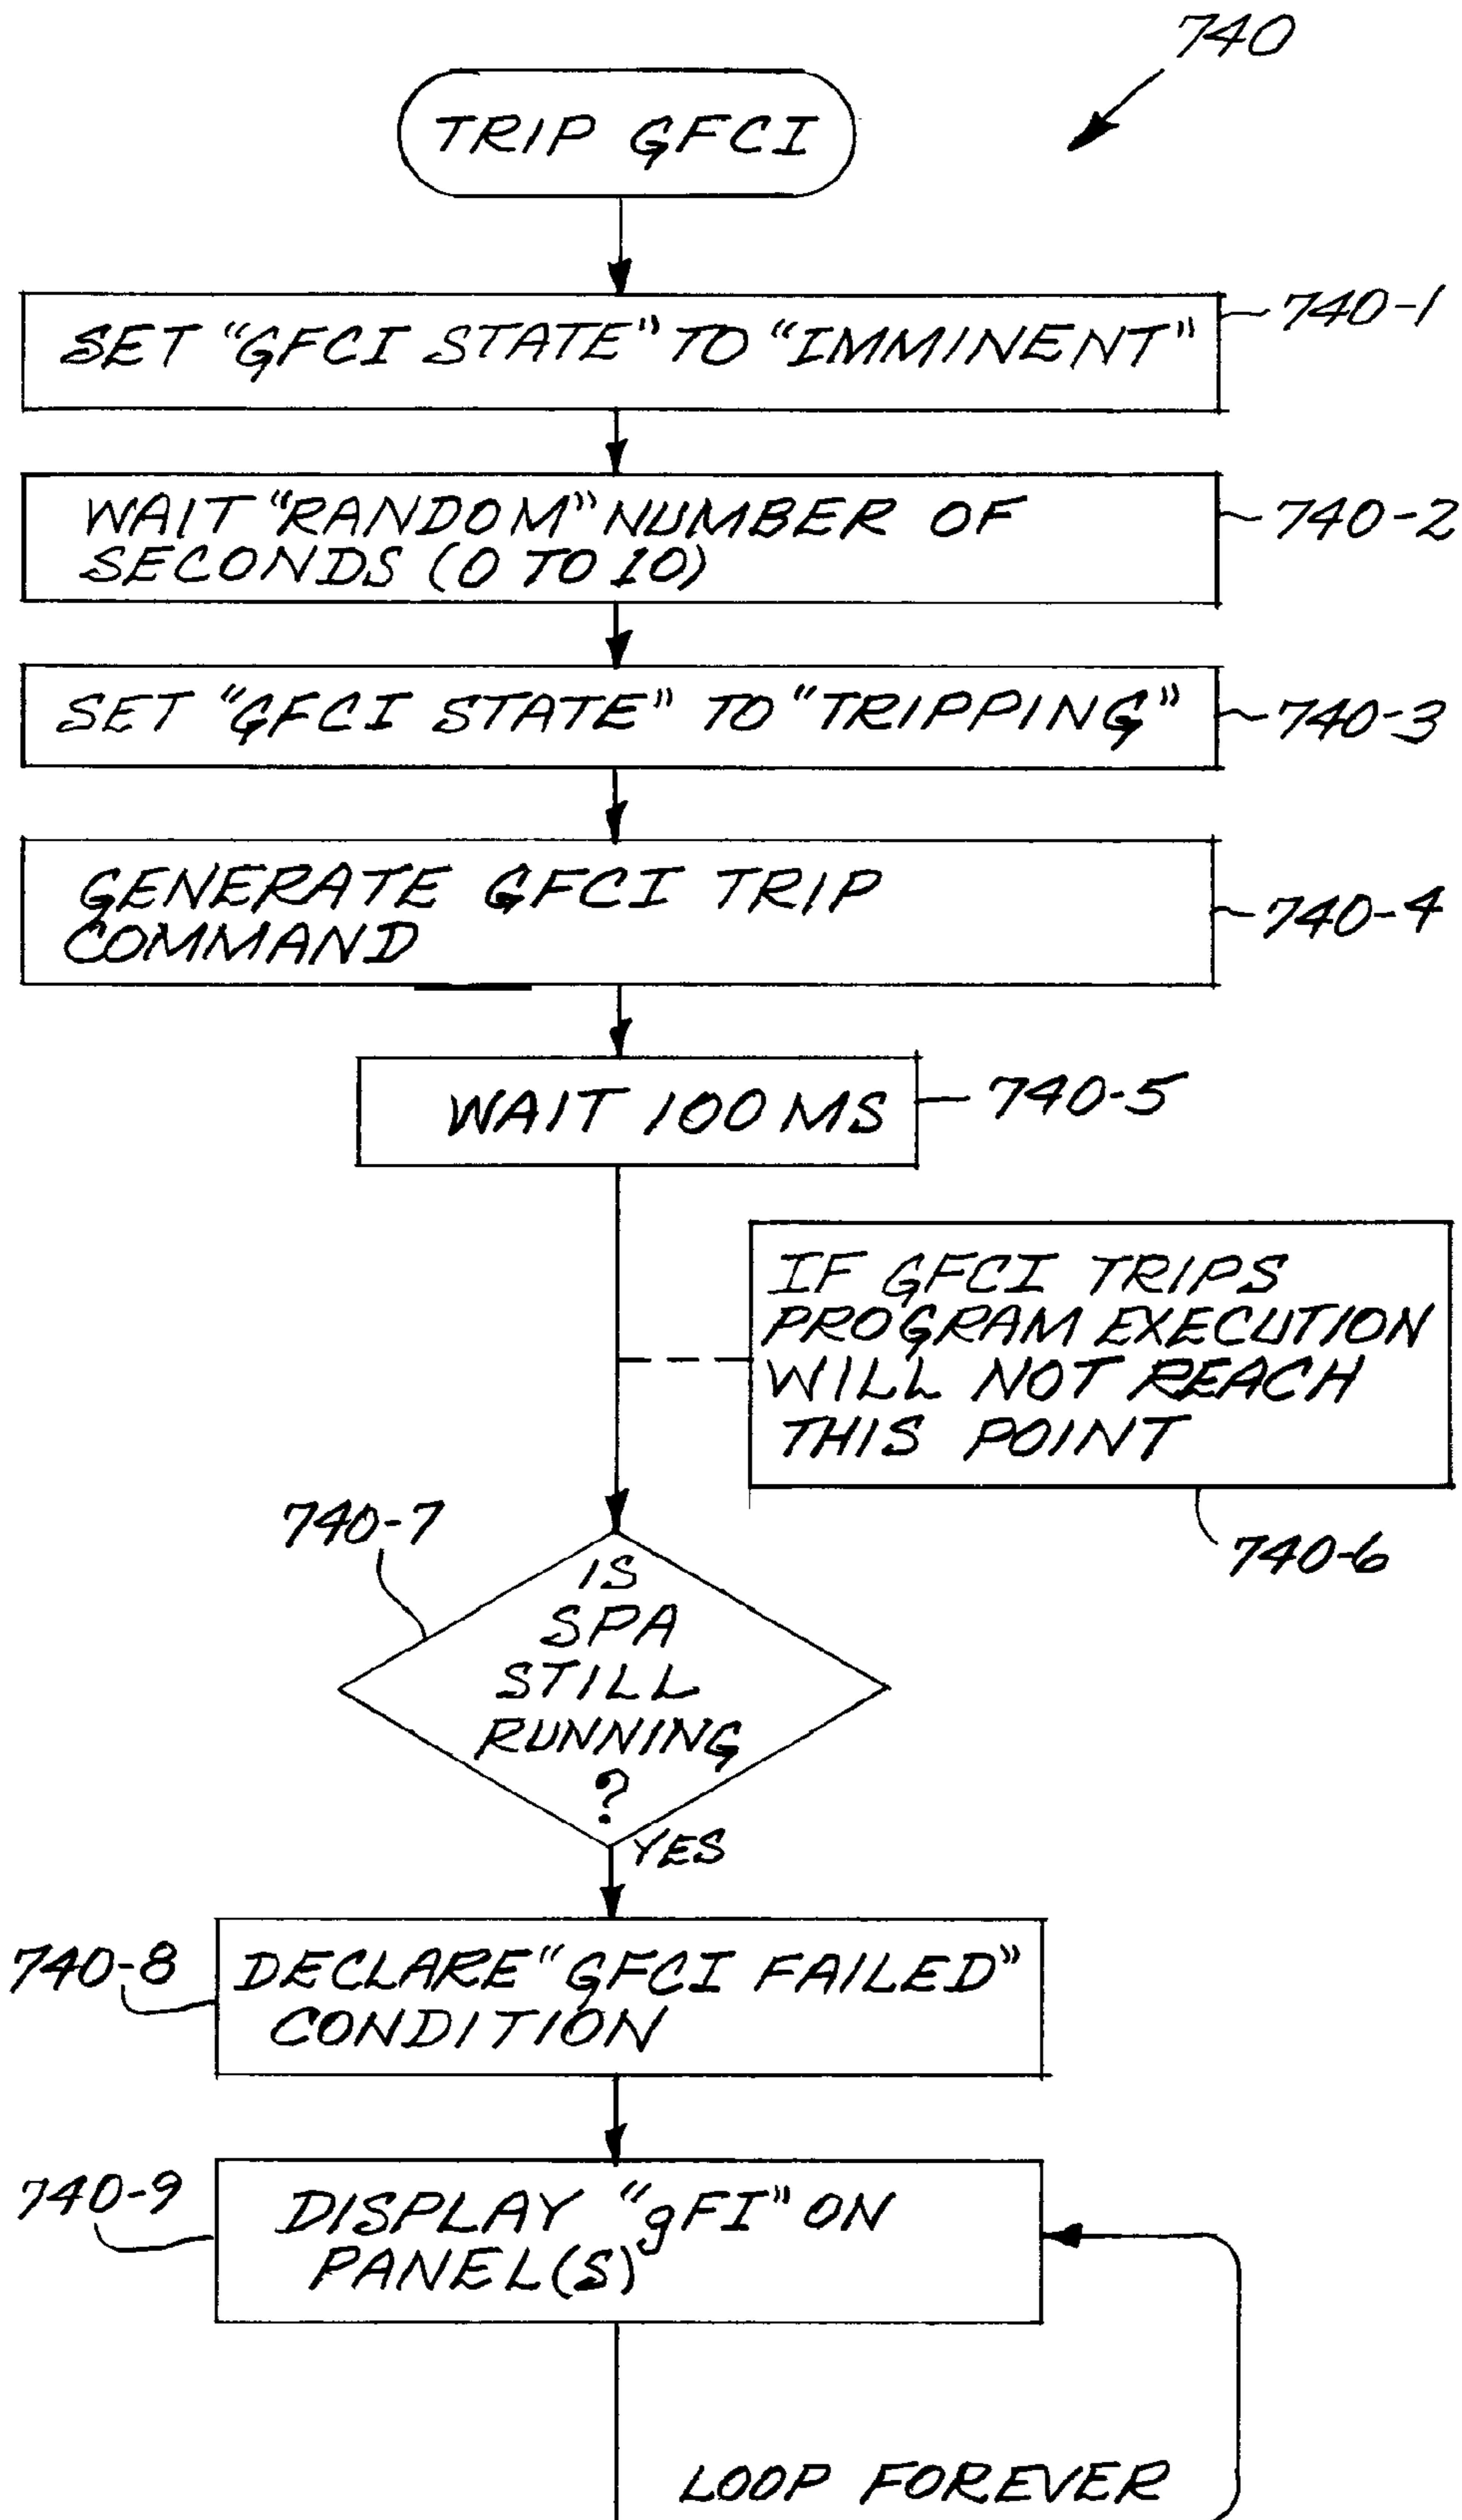 740
TRIP GFCI
SET "GFCI STATE" TO "IMMINENT"
740-1
WAIT "RANDOM" NUMBER OF
SECONDS (0 TO 10)
740-2
SET "GFCI STATE" TO "TRIPPING"
740-3
GENERATE GFCI TRIP
COMMAND
740-4
WAIT 100 MS
740-5
IF GFCI TRIPS
PROGRAM EXECUTION
WILL NOT REACH
THIS POINT
740-6
740-7
IS
SPA
STILL
RUNNING
?
YES
740-8
DECLARE "GFCI FAILED"
CONDITION
740-9
DISPLAY "gFI" ON
PANEL(S)
LOOP FOREVER